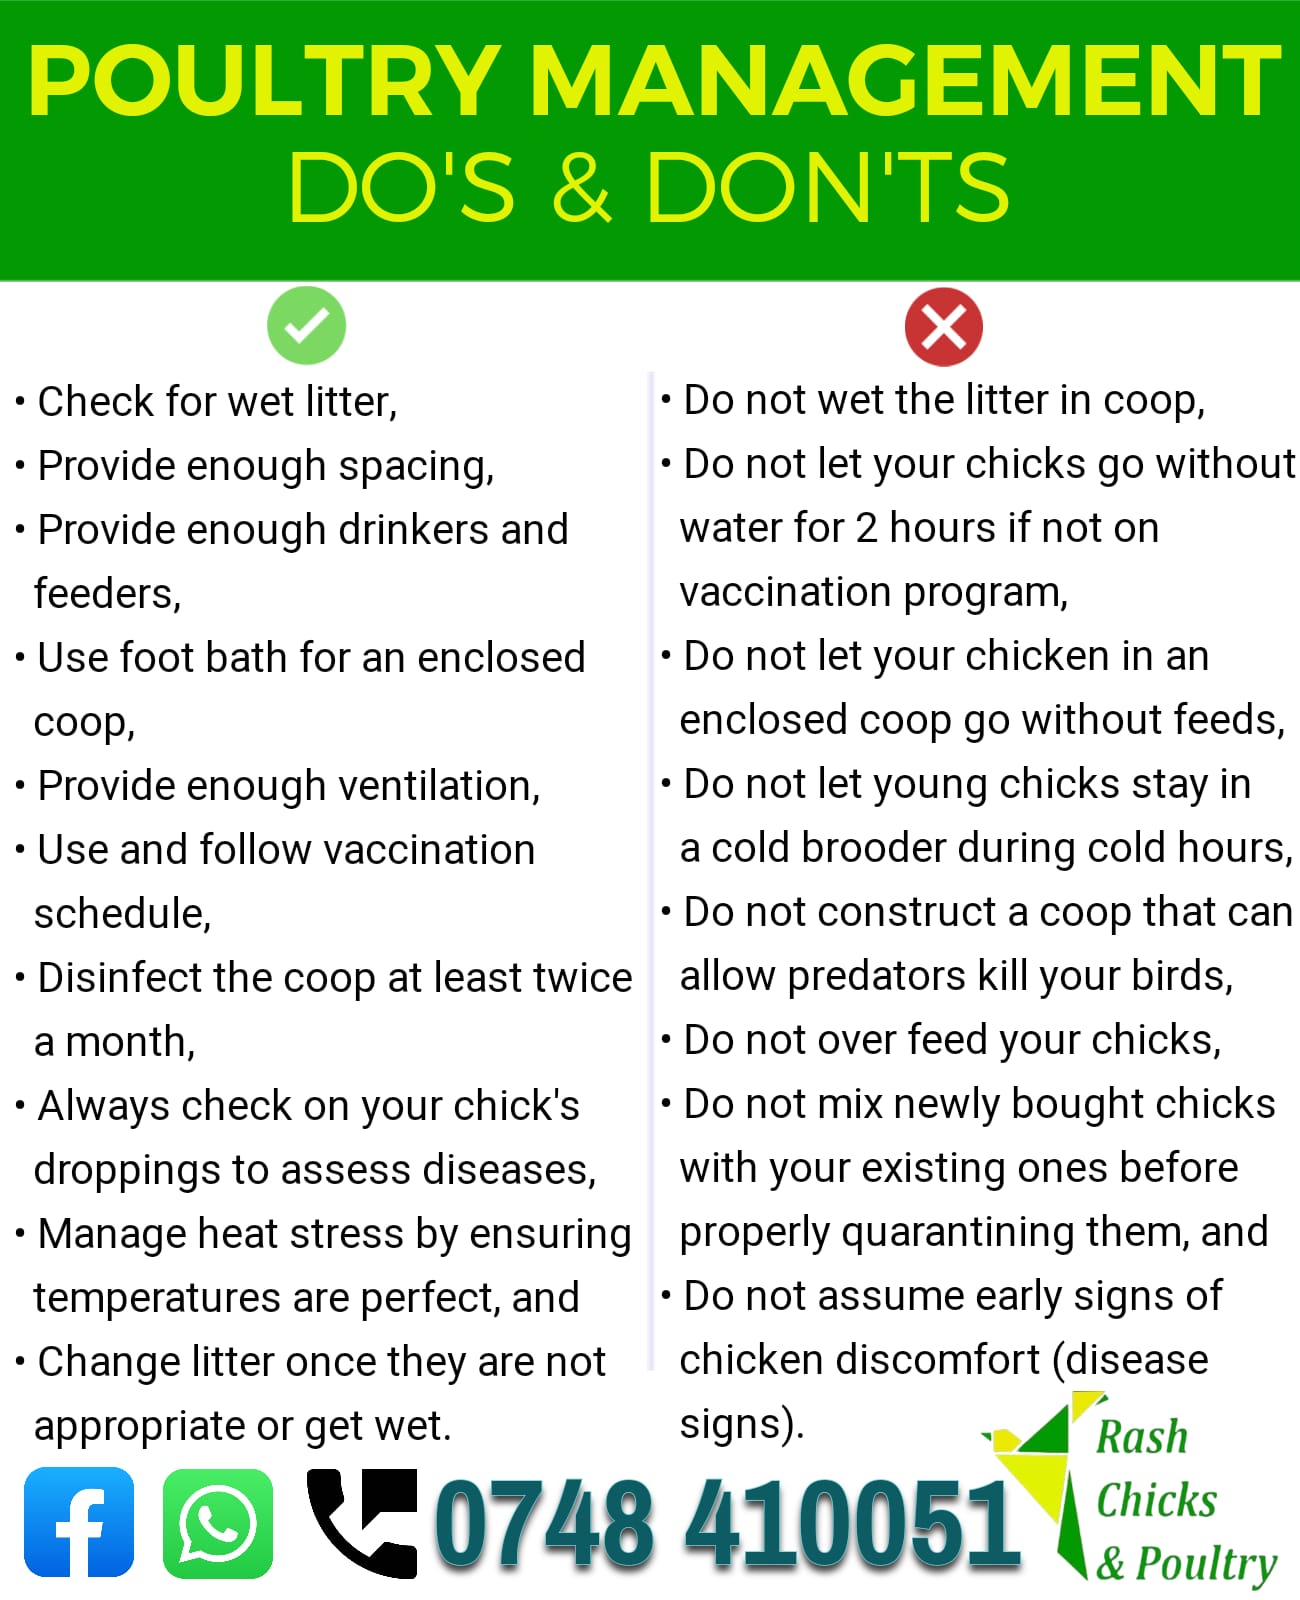 POULTRY MANAGEMENT
DO'S & DON'TS
• Check for wet litter,
• Provide enough spacing,
• Provide enough drinkers and
feeders,
• Use foot bath for an enclosed
coop,
• Provide enough ventilation,
• Use and follow vaccination
schedule,
• Disinfect the coop at least twice
a month,
• Always check on your chick's
droppings to assess diseases,
• Manage heat stress by ensuring
temperatures are perfect, and
• Change litter once they are not
appropriate or get wet.
• Do not wet the litter in coop,
• Do not let your chicks go without
water for 2 hours if not on
vaccination program,
• Do not let your chicken in an
enclosed coop go without feeds,
• Do not let young chicks stay in
a cold brooder during cold hours,
• Do not construct a coop that can
allow predators kill your birds,
• Do not over feed your chicks,
• Do not mix newly bought chicks
with your existing ones before
properly quarantining them, and
• Do not assume early signs of
chicken discomfort (disease
signs).
0748 410051
Rash
Chicks
& Poultry